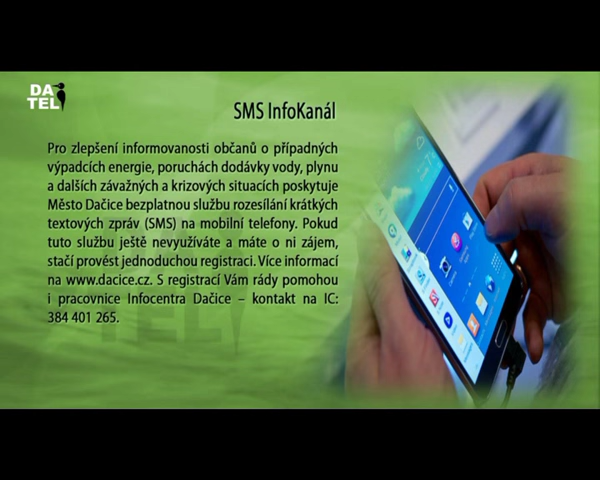 DA
TEL
SMS InfoKanál
Pro zlepšení informovanosti občanů o případných
výpadcích energie, poruchách dodávky vody, plynu
a dalších závažných a krizových situacích poskytuje
Město Dačice bezplatnou službu rozesílání krátkých
textových zpráv (SMS) na mobilní telefony. Pokud
tuto službu ještě nevyužíváte a máte o ni zájem,
stačí provést jednoduchou registraci. Více informací
na www.dacice.cz. S registrací Vám rády pomohou
i pracovnice Infocentra Dačice – kontakt na IC:
384 401 265.
TEL